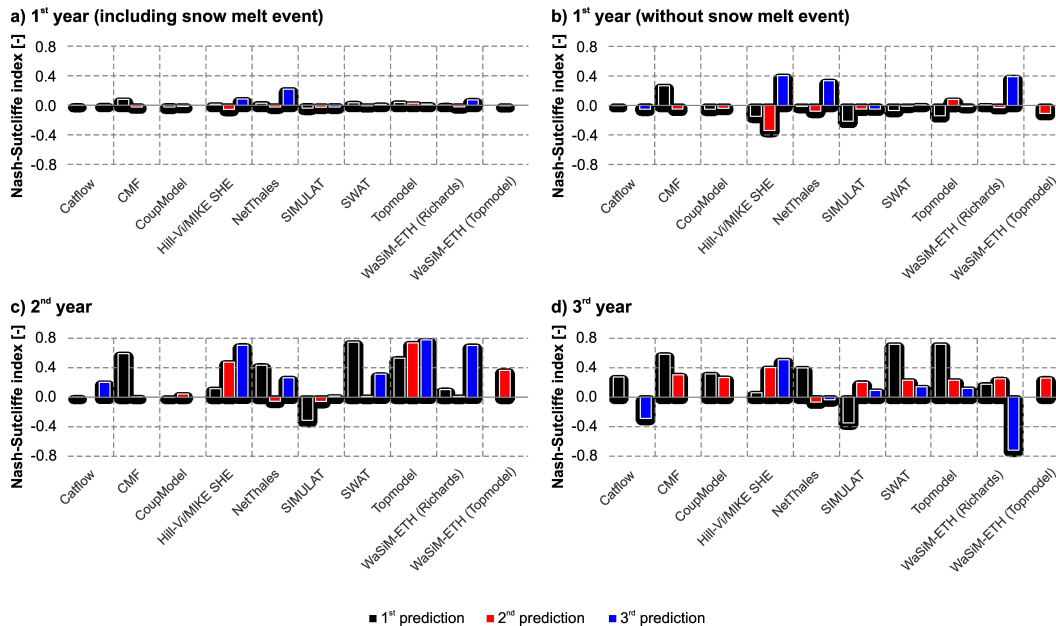 a) 1st year (including snow melt event)
Nash-Sutcliffe index [-]
0.8
0.4
0.0
-0.4
-0.8
Catflow
CMF
CoupModel
Hill-Vi/MIKE SHE
NetThales
SIMULAT
SWAT
Topmodel
WaSiM-ETH (Richards)
WaSiM-ETH (Topmodel)
b) 1st year (without snow melt event)
Nash-Sutcliffe index [-]
0.8
0.4
0.0
-0.4
-0.8
Catflow
CMF
CoupModel
Hill-Vi/MIKE SHE
NetThales
SIMULAT
SWAT
Topmodel
WaSiM-ETH (Richards)
WaSiM-ETH (Topmodel)
c) 2nd year
Nash-Sutcliffe index [-]
0.8
0.4
0.0
-0.4
-0.8
Catflow
CMF
CoupModel
Hill-Vi/MIKE SHE
NetThales
SIMULAT
SWAT
Topmodel
WaSiM-ETH (Richards)
WaSiM-ETH (Topmodel)
d) 3rd year
Nash-Sutcliffe index [-]
0.8
0.4
0.0
-0.4
-0.8
Catflow
CMF
CoupModel
Hill-Vi/MIKE SHE
NetThales
SIMULAT
SWAT
Topmodel
WaSiM-ETH (Richards)
WaSiM-ETH (Topmodel)
1st prediction 2nd prediction 3rd prediction